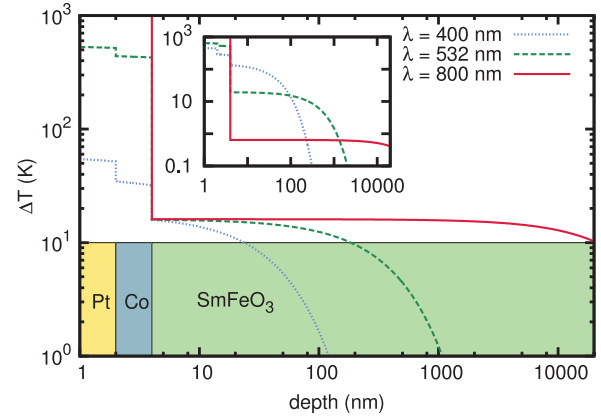 10³
10²
10¹
10⁰
ΔT (K)
10³
10
0.1
1
100
10000
λ = 400 nm
λ = 532 nm
λ = 800 nm
Pt
Co
SmFeO₃
1
10
100
1000
10000
depth (nm)